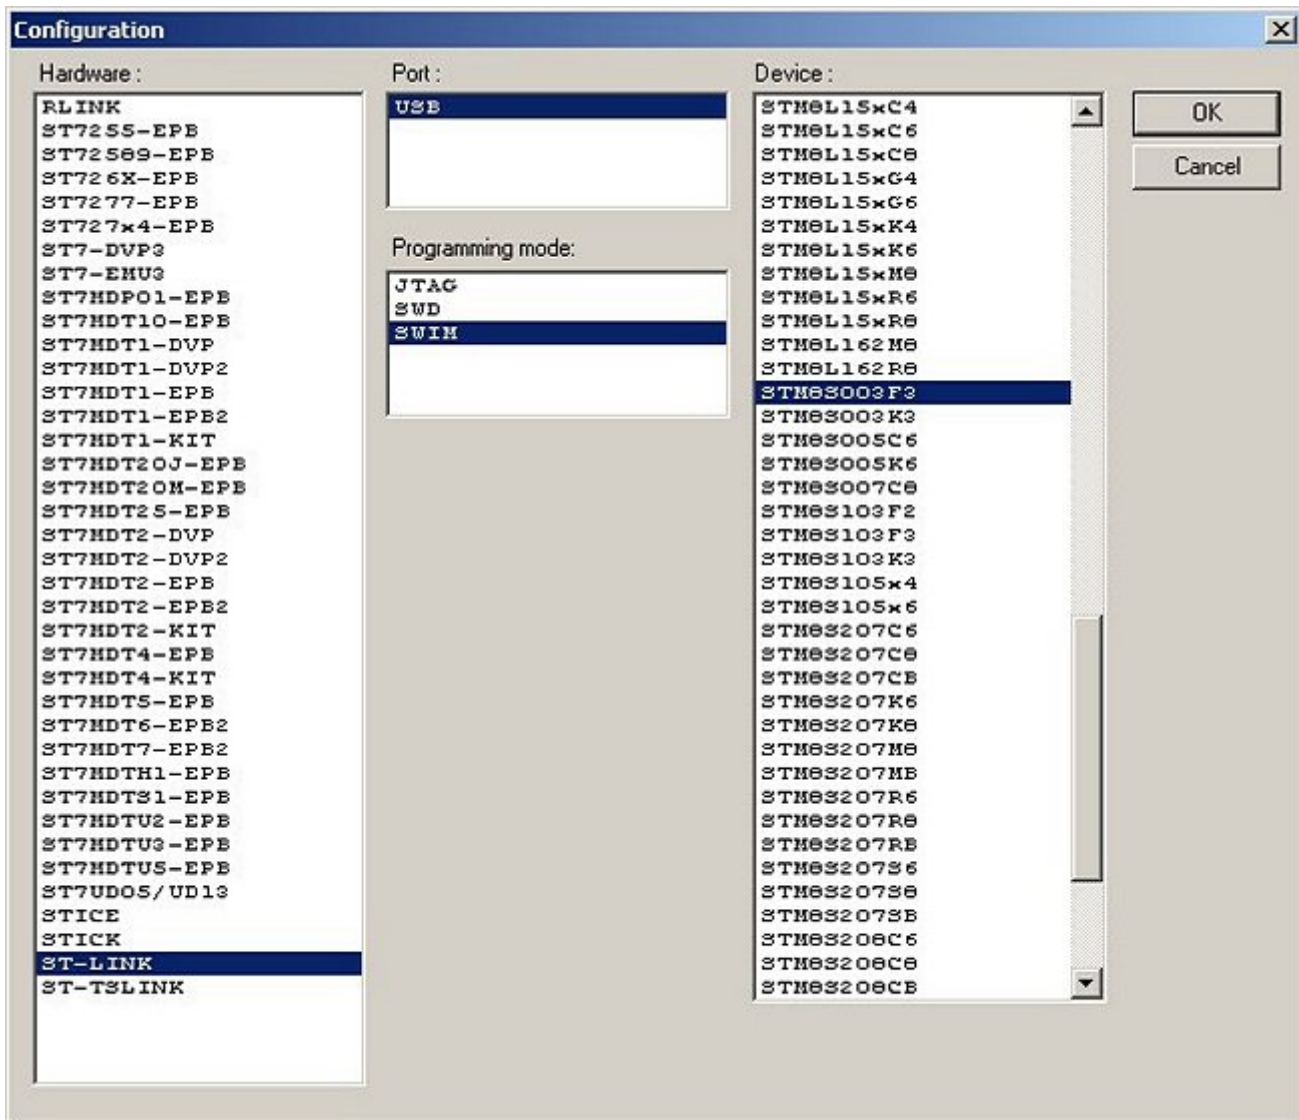 Configuration
Hardware :
RLINK
ST7255-EPB
ST72589-EPB
ST726X-EPB
ST7277-EPB
ST727x4-EPB
ST7-DVP3
ST7-EMU3
ST7MDPO1-EPB
ST7MDT10-EPB
ST7MDT1-DVP
ST7MDT1-DVP2
ST7MDT1-EPB
ST7MDT1-EPB2
ST7MDT1-KIT
ST7MDT20J-EPB
ST7MDT20M-EPB
ST7MDT25-EPB
ST7MDT2-DVP
ST7MDT2-DVP2
ST7MDT2-EPB
ST7MDT2-EPB2
ST7MDT2-KIT
ST7MDT4-EPB
ST7MDT4-KIT
ST7MDT5-EPB
ST7MDT6-EPB2
ST7MDT7-EPB2
ST7MDTH1-EPB
ST7MDTS1-EPB
ST7MDTU2-EPB
ST7MDTU3-EPB
ST7MDTU5-EPB
ST7UD05/UD13
STICE
STICK
ST-LINK
ST-TSLINK
Port :
USB
Programming mode:
JTAG
SWD
SWIM
Device :
STM8L15xC4
STM8L15xC6
STM8L15xC8
STM8L15xG4
STM8L15xG6
STM8L15xK4
STM8L15xK6
STM8L15xM8
STM8L15xR6
STM8L15xR8
STM8L162M8
STM8L162R8
STM8S003F3
STM8S003K3
STM8S005C6
STM8S005K6
STM8S007C8
STM8S103F2
STM8S103F3
STM8S103K3
STM8S105x4
STM8S105x6
STM8S207C6
STM8S207C8
STM8S207CB
STM8S207K6
STM8S207K8
STM8S207M8
STM8S207MB
STM8S207R6
STM8S207R8
STM8S207RB
STM8S207S6
STM8S207S8
STM8S207SB
STM8S208C6
STM8S208C8
STM8S208CB
OK
Cancel